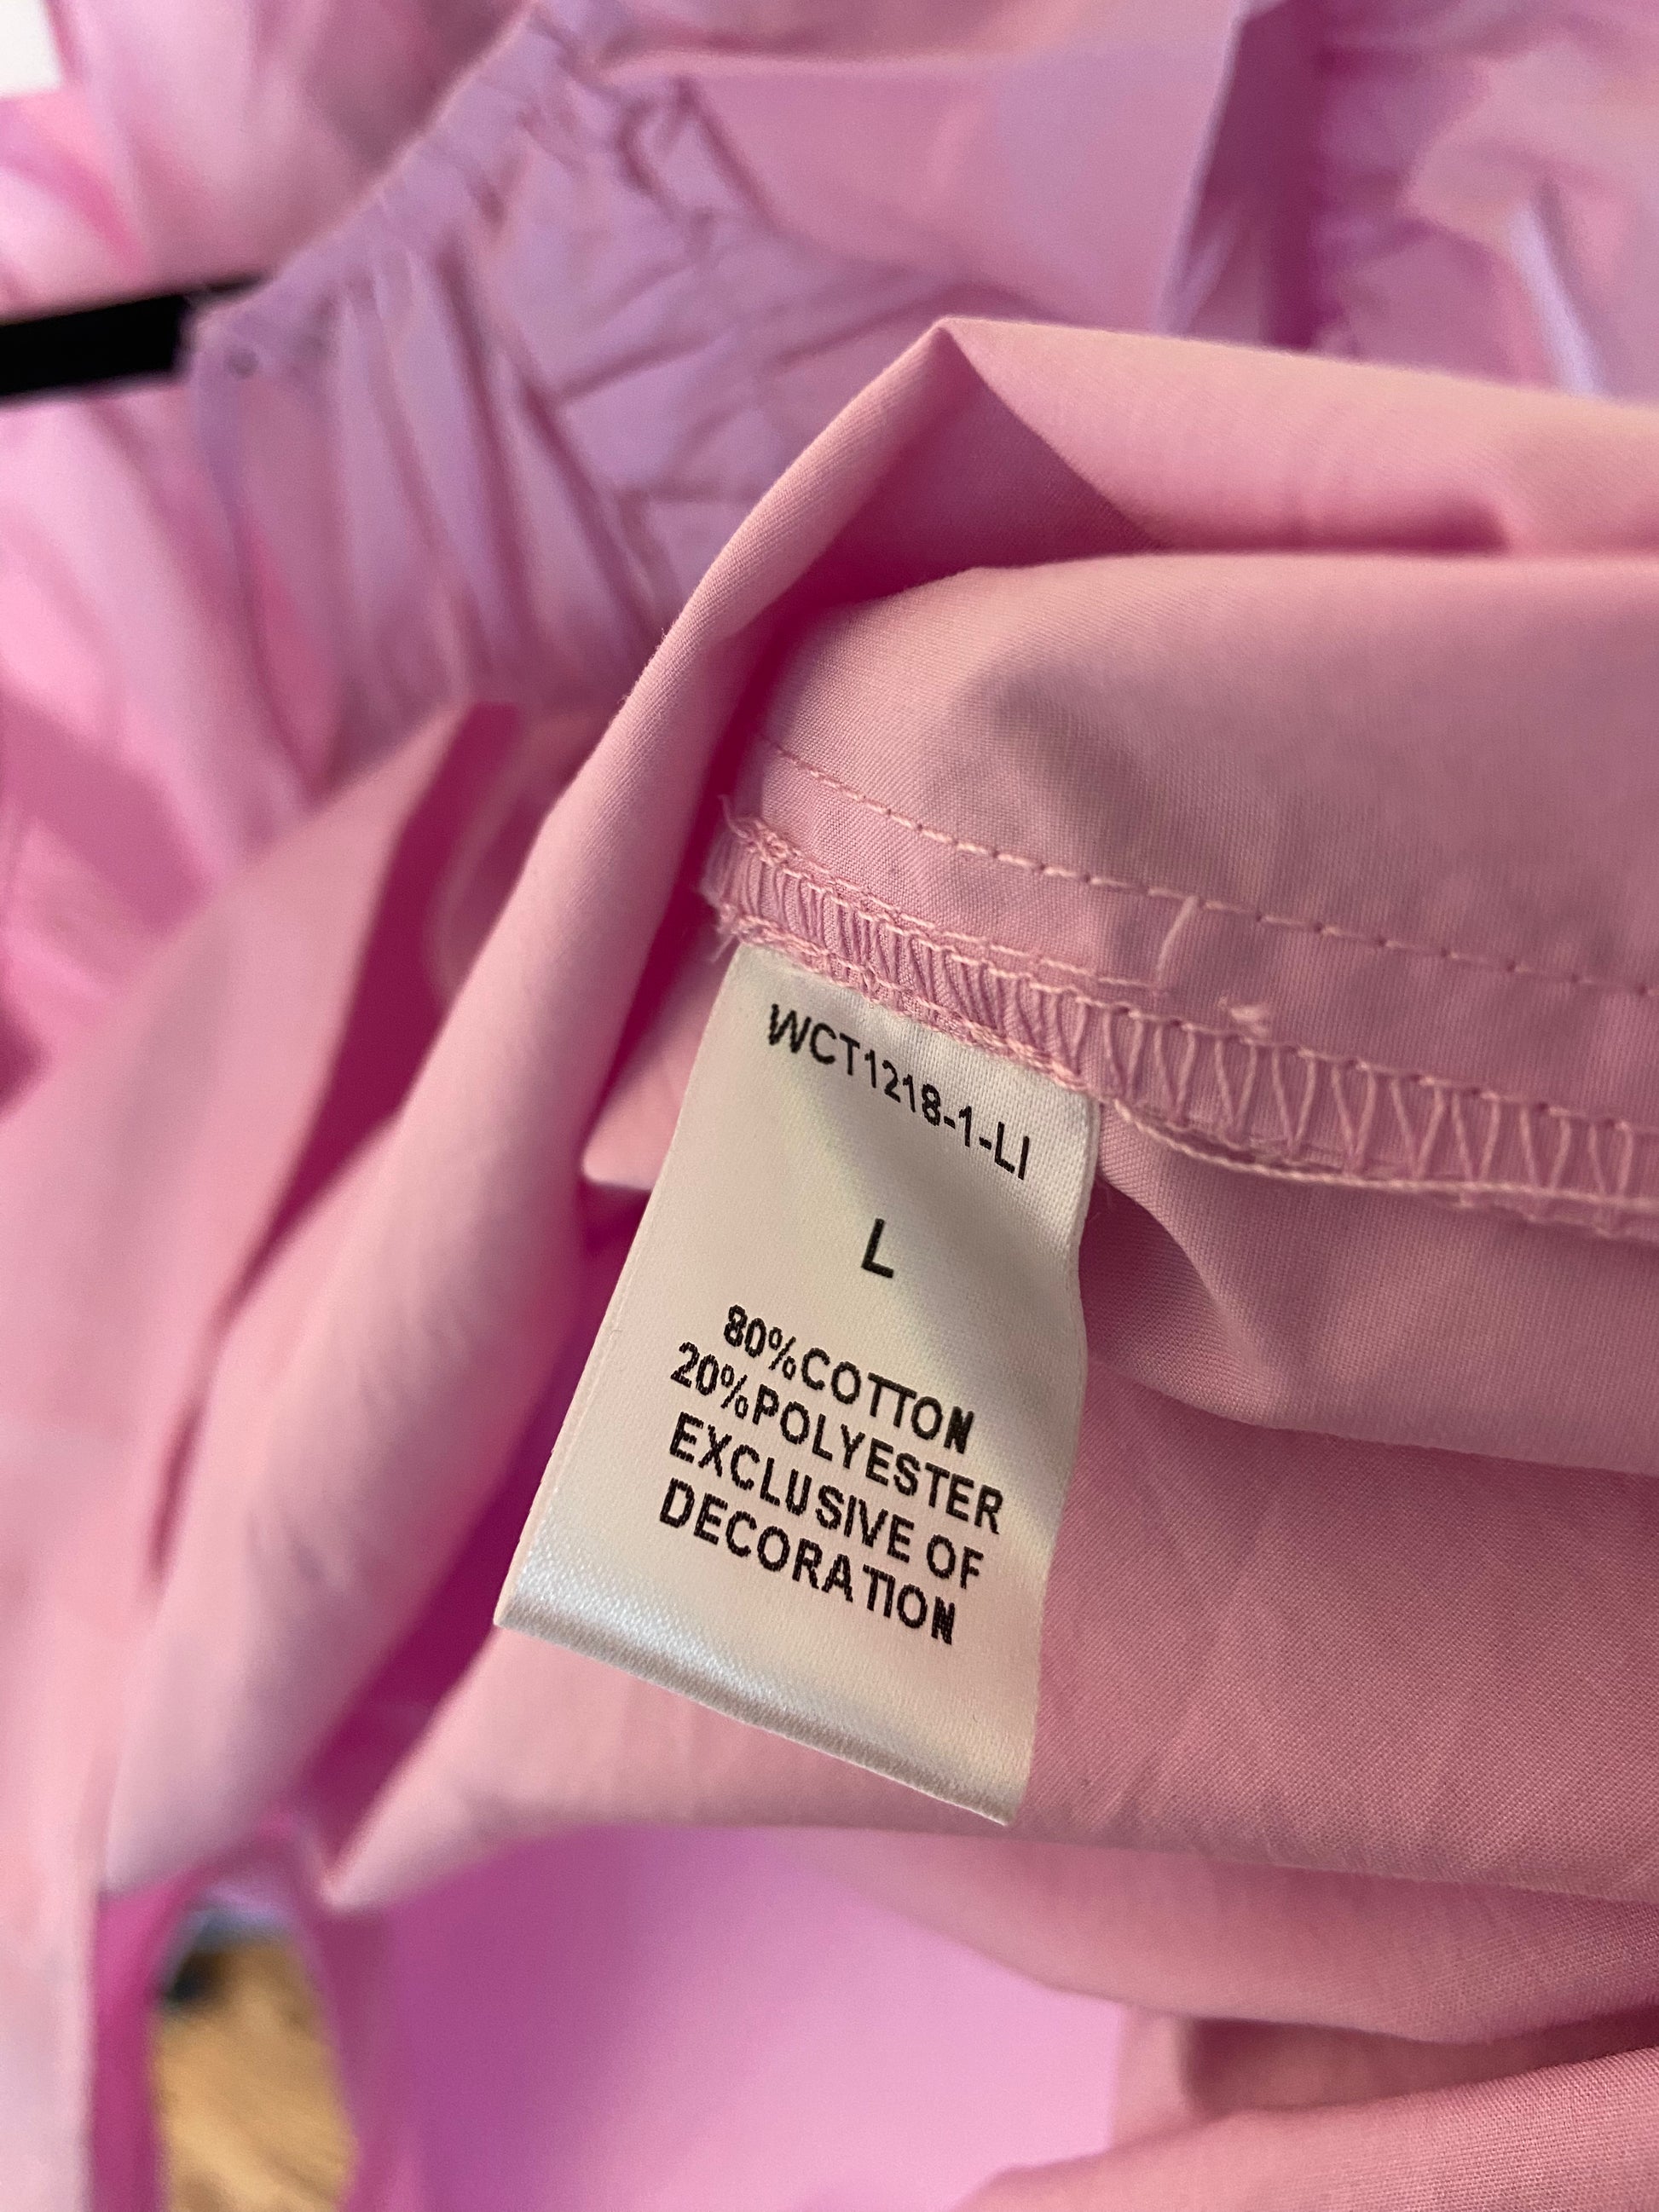 WCT1218-1-LI
L
80%COTTON
20%POLYESTER
EXCLUSIVE OF
DECORATION